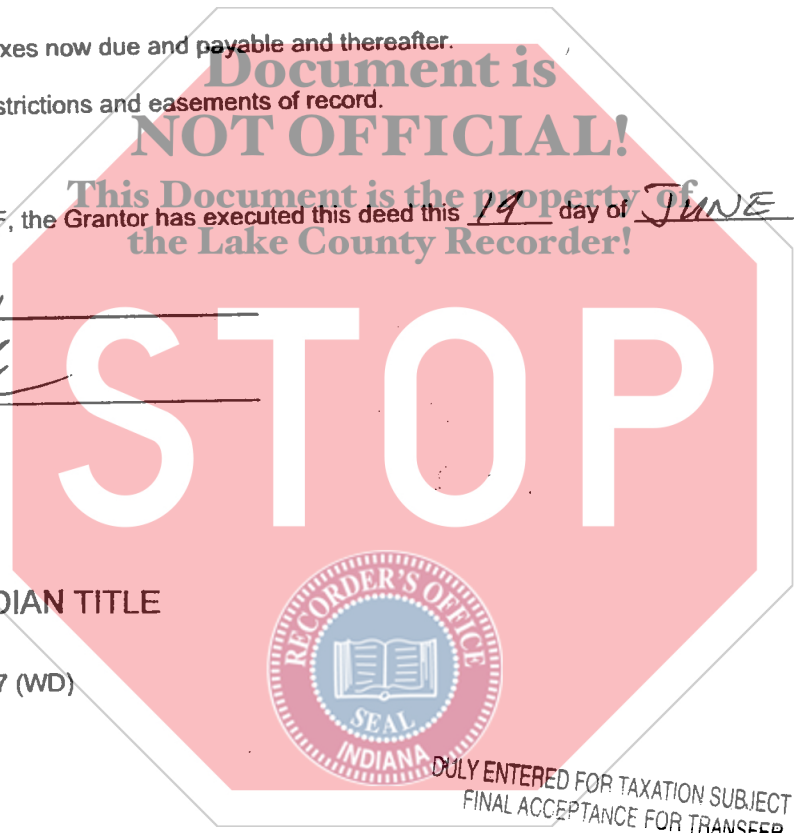 xes now due and payable and thereafter.
Document is
strictions and easements of record.
NOT OFFICIAL!
This Document is the property of
, the Grantor has executed this deed this 19 day of JUNE
the Lake County Recorder!
STOP
DIAN TITLE
RECORDER'S OFFICE
SEAL
INDIANA
7 (WD)
DULY ENTERED FOR TAXATION SUBJECT
FINAL ACCEPTANCE FOR TRANSFER